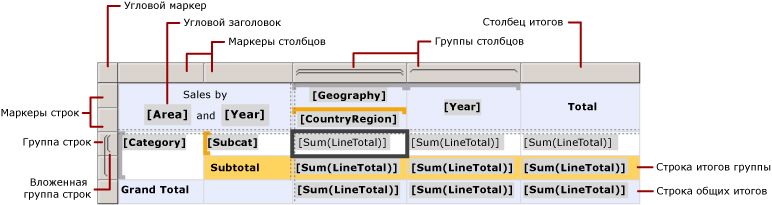 Угловой маркер
Угловой заголовок
Столбец итогов
Маркеры столбцов
Группы столбцов
Sales by
[Area] and [Year]
[Geography]
[CountryRegion]
[Year]
Total
Маркеры строк
Группа строк
[Category] [Subcat] [Sum(LineTotal)] [Sum(LineTotal)] [Sum(LineTotal)]
Subtotal [Sum(LineTotal)] [Sum(LineTotal)] [Sum(LineTotal)]
Строка итогов группы
Вложенная
группа строк
Grand Total [Sum(LineTotal)] [Sum(LineTotal)] [Sum(LineTotal)]
Строка общих итогов